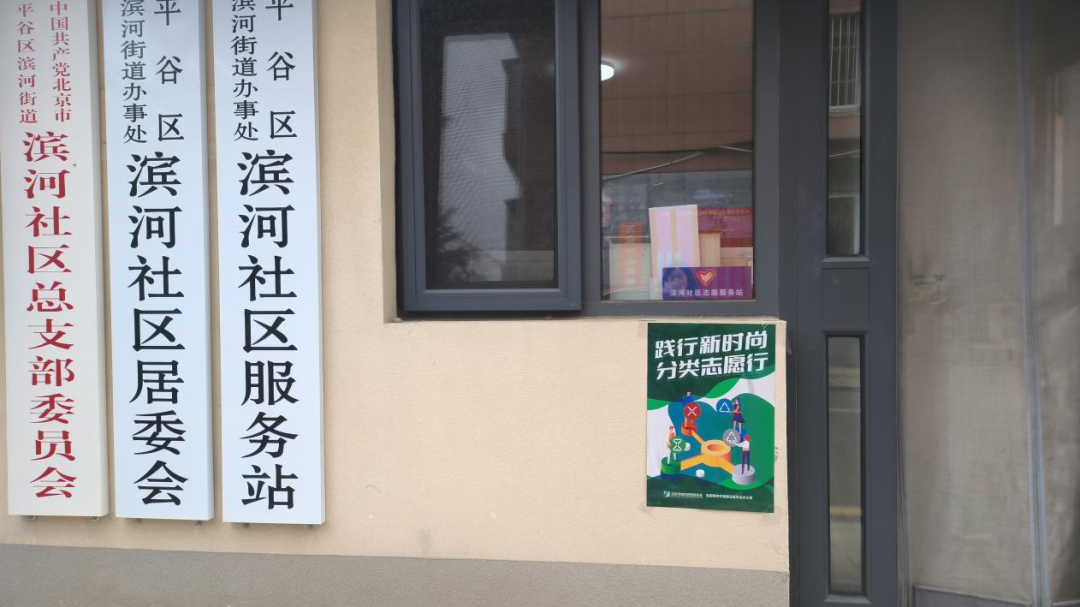 中国共产党北京市
平谷区滨河街道
滨河社区总支部委员会
平谷区
滨河街道办事处
滨河社区居委会
平谷区
滨河街道办事处
滨河社区服务站
滨河社区志愿服务站
践行新时尚
分类志愿行